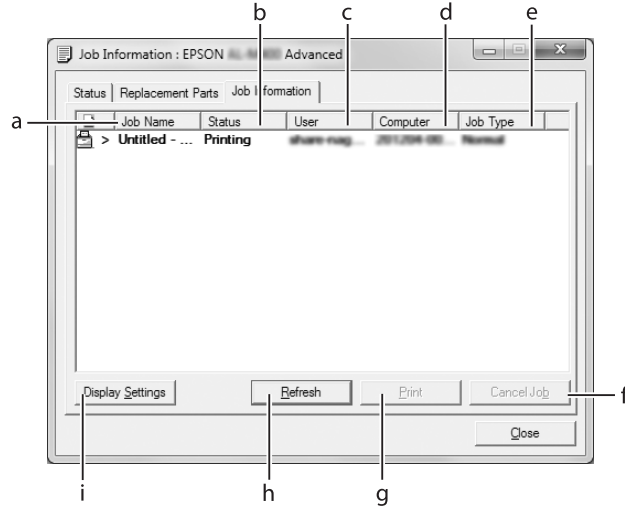 b c d e
Job Information : EPSON Advanced
Status Replacement Parts Job Information
a Job Name Status User Computer Job Type
> Untitled - ... Printing
Display Settings Refresh Print Cancel Job f
Close
i h g